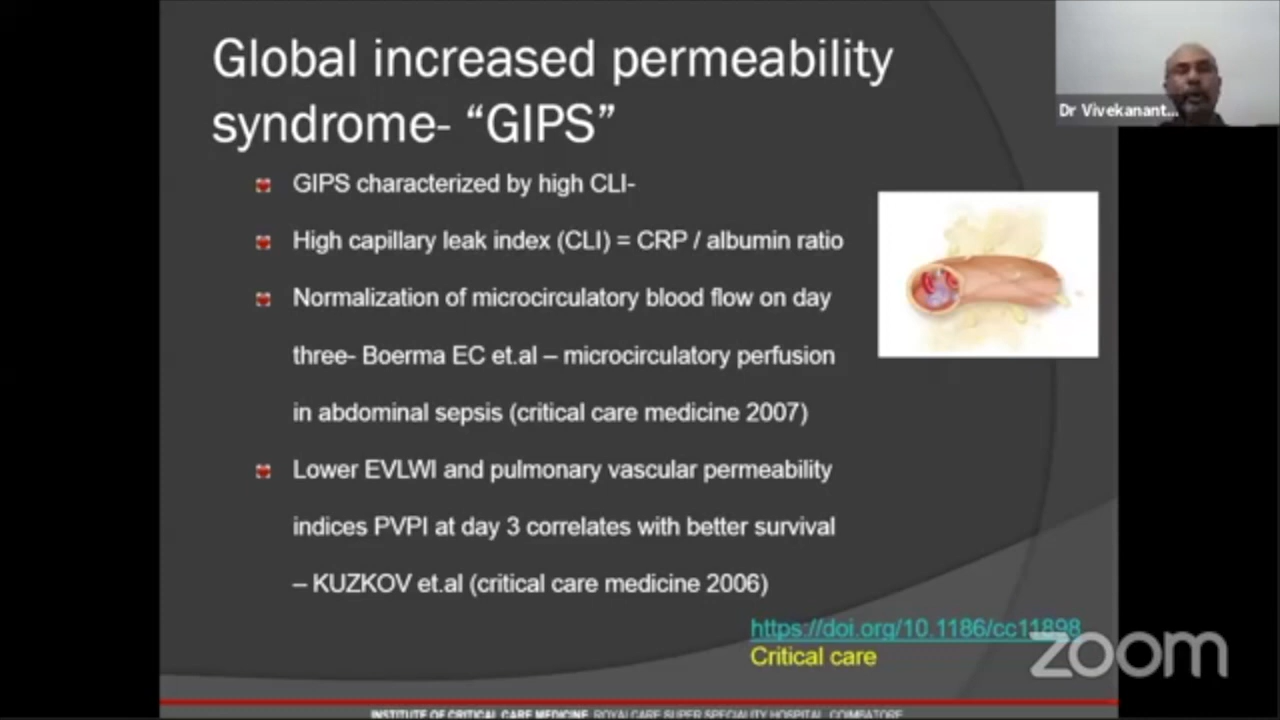 Global increased permeability
syndrome- “GIPS”
GIPS characterized by high CLI-
High capillary leak index (CLI) = CRP / albumin ratio
Normalization of microcirculatory blood flow on day
three- Boerma EC et.al – microcirculatory perfusion
in abdominal sepsis (critical care medicine 2007)
Lower EVLWI and pulmonary vascular permeability
indices PVPI at day 3 correlates with better survival
– KUZKOV et.al (critical care medicine 2006)
https://doi.org/10.1186/cc11898
Critical care
INSTITUTE OF CRITICAL CARE MEDICINE, ROYALCARE SUPER SPECIALITY HOSPITAL, COIMBATORE
Dr Vivekanant...
zoom